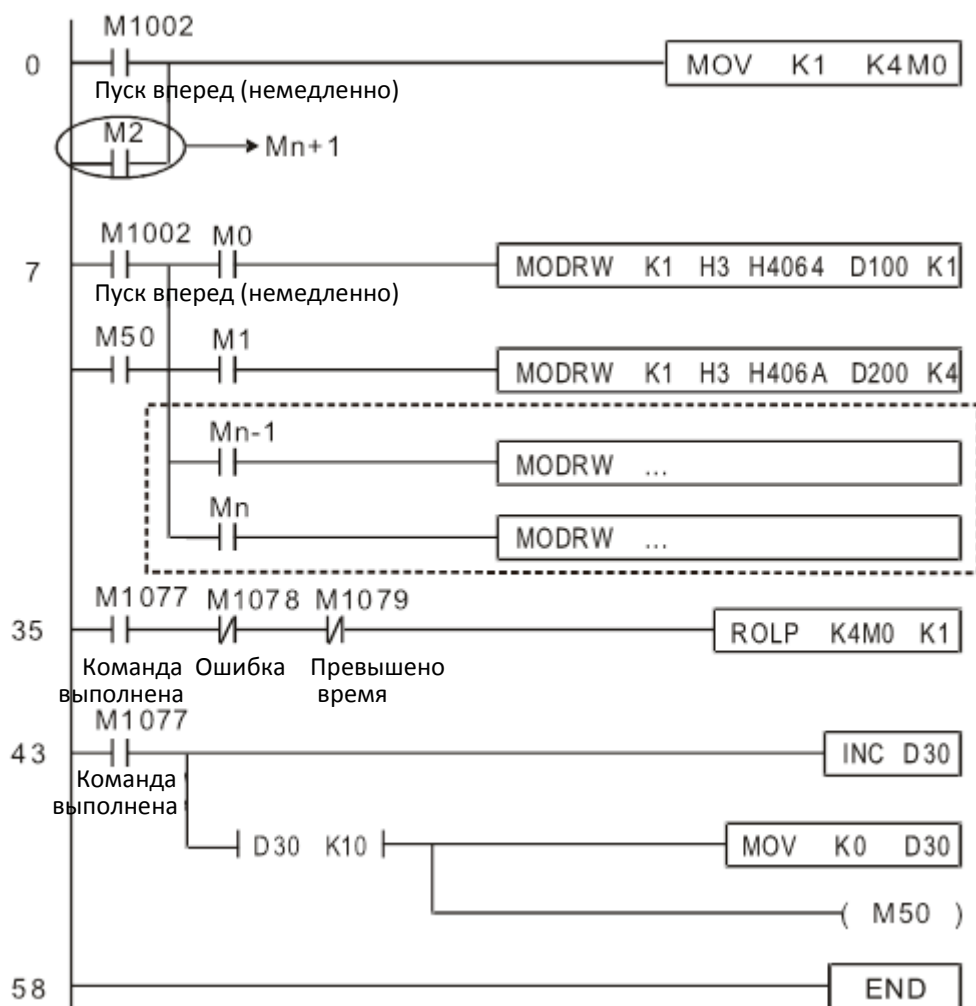 M1002
0
MOV K1 K4M0
Пуск вперед (немедленно)
M2
Mn+1
M1002 M0
7
MODRW K1 H3 H4064 D100 K1
Пуск вперед (немедленно)
M50 M1
MODRW K1 H3 H406A D200 K4
Mn-1
MODRW ...
Mn
MODRW ...
M1077 M1078 M1079
35
ROLP K4M0 K1
Команда Ошибка Превышено
выполнена время
M1077
43
INC D30
Команда
выполнена
D30 K10
MOV K0 D30
( M50 )
58
END